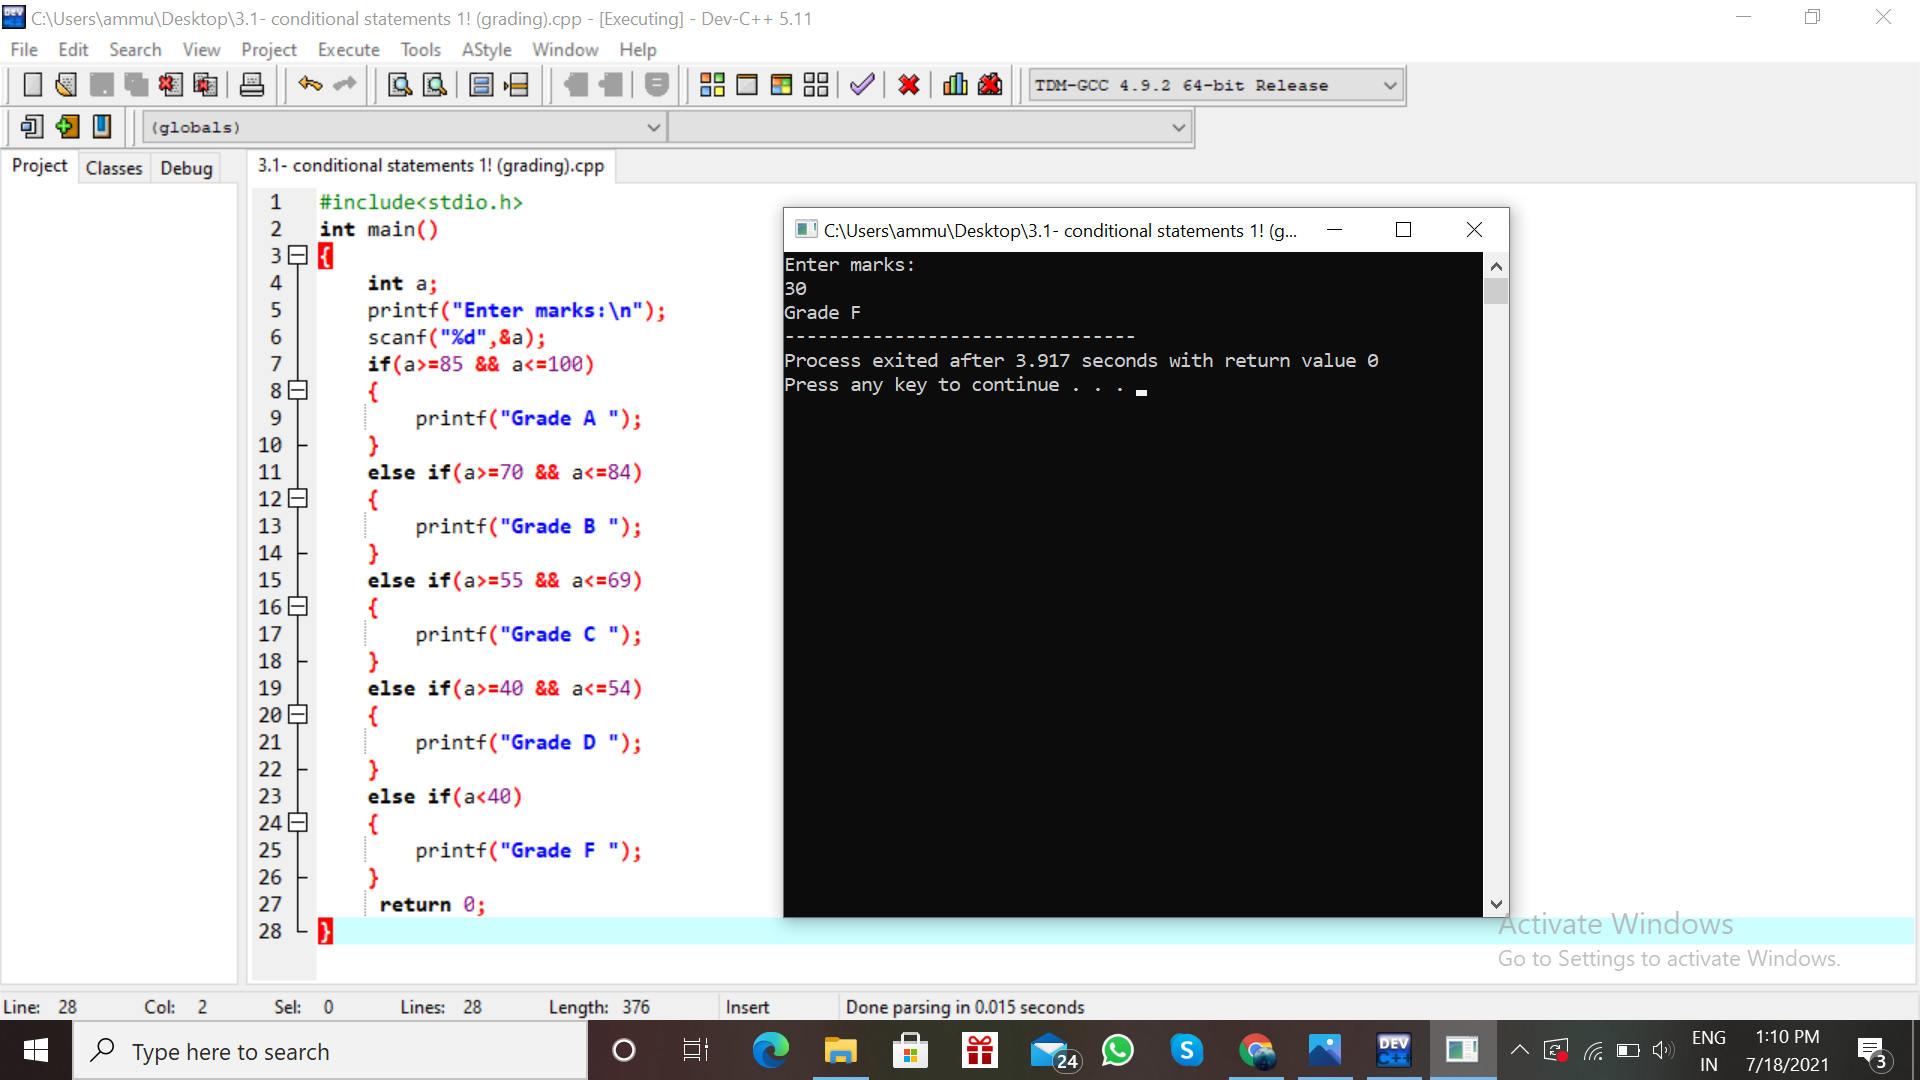 C:\Users\ammu\Desktop\3.1- conditional statements 1! (grading).cpp - [Executing] - Dev-C++ 5.11
File Edit Search View Project Execute Tools AStyle Window Help
TDM-GCC 4.9.2 64-bit Release
(globals)
Project Classes Debug
3.1- conditional statements 1! (grading).cpp
1 #include<stdio.h>
2 int main()
3 {
4 int a;
5 printf("Enter marks:\n");
6 scanf("%d",&a);
7 if(a>=85 && a<=100)
8 {
9 printf("Grade A ");
10 }
11 else if(a>=70 && a<=84)
12 {
13 printf("Grade B ");
14 }
15 else if(a>=55 && a<=69)
16 {
17 printf("Grade C ");
18 }
19 else if(a>=40 && a<=54)
20 {
21 printf("Grade D ");
22 }
23 else if(a<40)
24 {
25 printf("Grade F ");
26 }
27 return 0;
28 }
C:\Users\ammu\Desktop\3.1- conditional statements 1! (g...
Enter marks:
30
Grade F
--------------------------------
Process exited after 3.917 seconds with return value 0
Press any key to continue . . .
Activate Windows
Go to Settings to activate Windows.
Line: 28 Col: 2 Sel: 0 Lines: 28 Length: 376 Insert Done parsing in 0.015 seconds
Type here to search
24
DEV
C++
ENG
IN
1:10 PM
7/18/2021
3